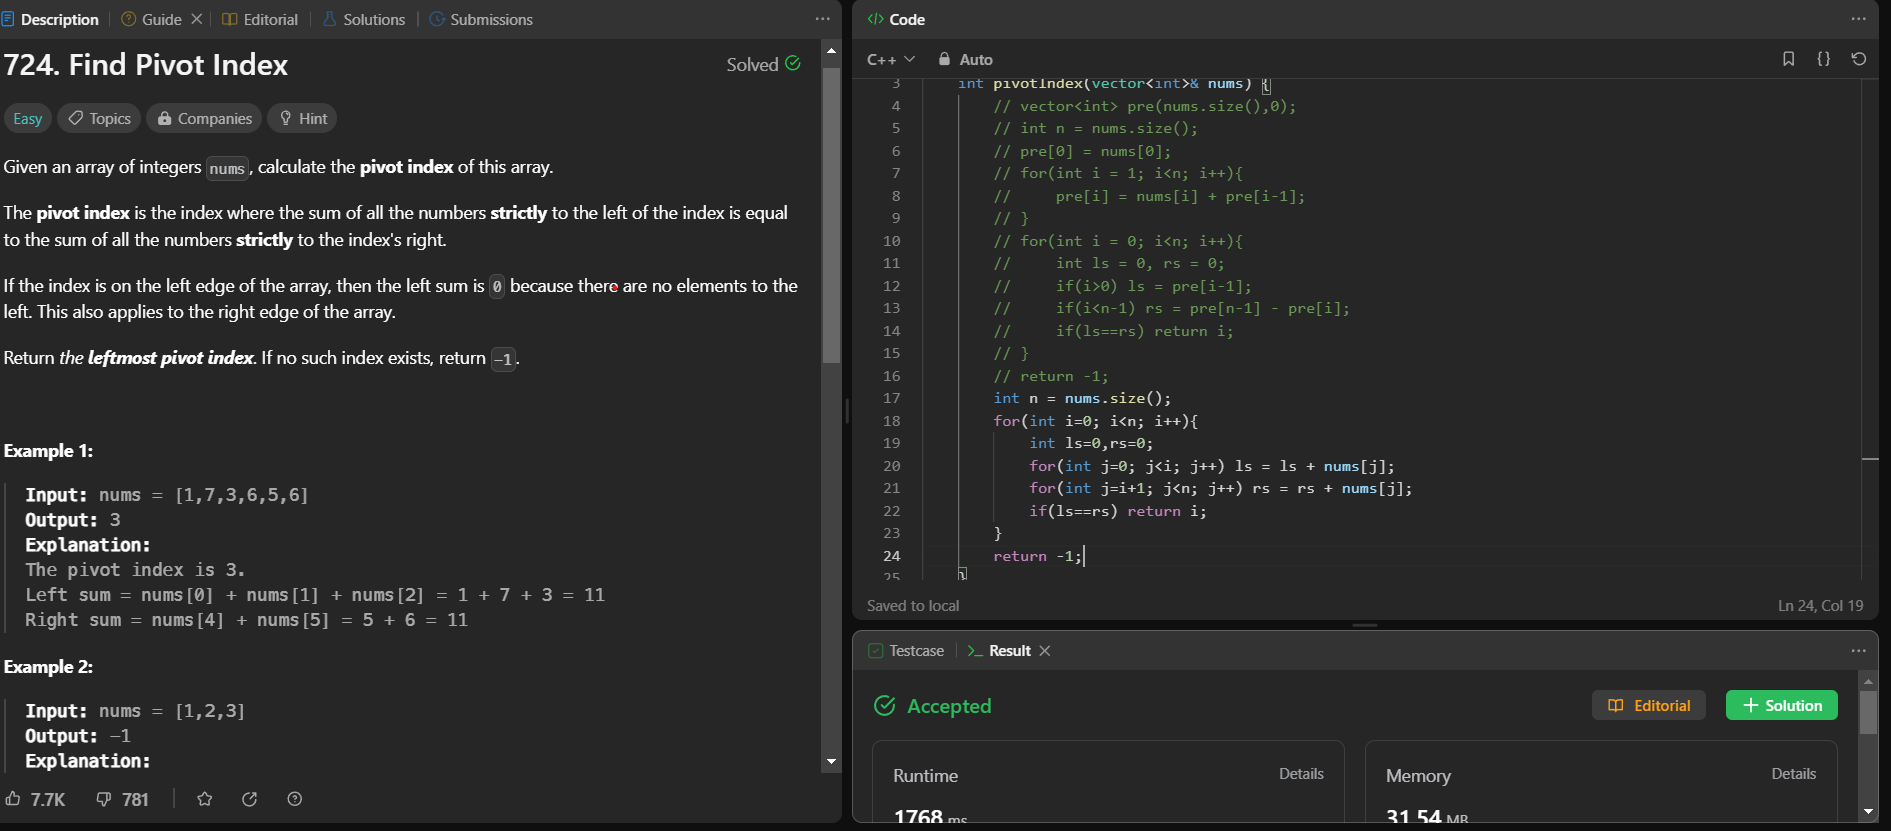 Description
Guide
Editorial
Solutions
Submissions
724. Find Pivot Index
Solved
Easy
Topics
Companies
Hint
Given an array of integers nums, calculate the pivot index of this array.
The pivot index is the index where the sum of all the numbers strictly to the left of the index is equal
to the sum of all the numbers strictly to the index's right.
If the index is on the left edge of the array, then the left sum is 0 because there are no elements to the
left. This also applies to the right edge of the array.
Return the leftmost pivot index. If no such index exists, return -1.
Example 1:
Input: nums = [1,7,3,6,5,6]
Output: 3
Explanation:
The pivot index is 3.
Left sum = nums[0] + nums[1] + nums[2] = 1 + 7 + 3 = 11
Right sum = nums[4] + nums[5] = 5 + 6 = 11
Example 2:
Input: nums = [1,2,3]
Output: -1
Explanation:
7.7K
781
</> Code
C++
Auto
3 int pivotIndex(vector<int>& nums) {
4 // vector<int> pre(nums.size(),0);
5 // int n = nums.size();
6 // pre[0] = nums[0];
7 // for(int i = 1; i<n; i++){
8 //     pre[i] = nums[i] + pre[i-1];
9 // }
10 // for(int i = 0; i<n; i++){
11 //     int ls = 0, rs = 0;
12 //     if(i>0) ls = pre[i-1];
13 //     if(i<n-1) rs = pre[n-1] - pre[i];
14 //     if(ls==rs) return i;
15 // }
16 // return -1;
17 int n = nums.size();
18 for(int i=0; i<n; i++){
19     int ls=0,rs=0;
20     for(int j=0; j<i; j++) ls = ls + nums[j];
21     for(int j=i+1; j<n; j++) rs = rs + nums[j];
22     if(ls==rs) return i;
23 }
24 return -1;
25 }
Saved to local
Ln 24, Col 19
Testcase
>_ Result
Accepted
Editorial
+ Solution
Runtime
Details
1768 ms
Memory
Details
31.54 MB